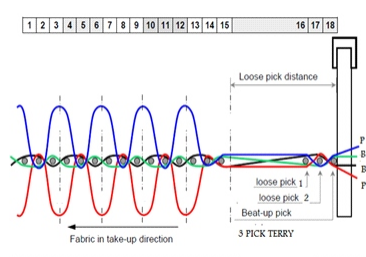 1 2 3 4 5 6 7 8 9 10 11 12 13 14 15 16 17 18
Loose pick distance
P
B
B
P
loose pick 1
loose pick 2
Beat-up pick
Fabric in take-up direction
3 PICK TERRY